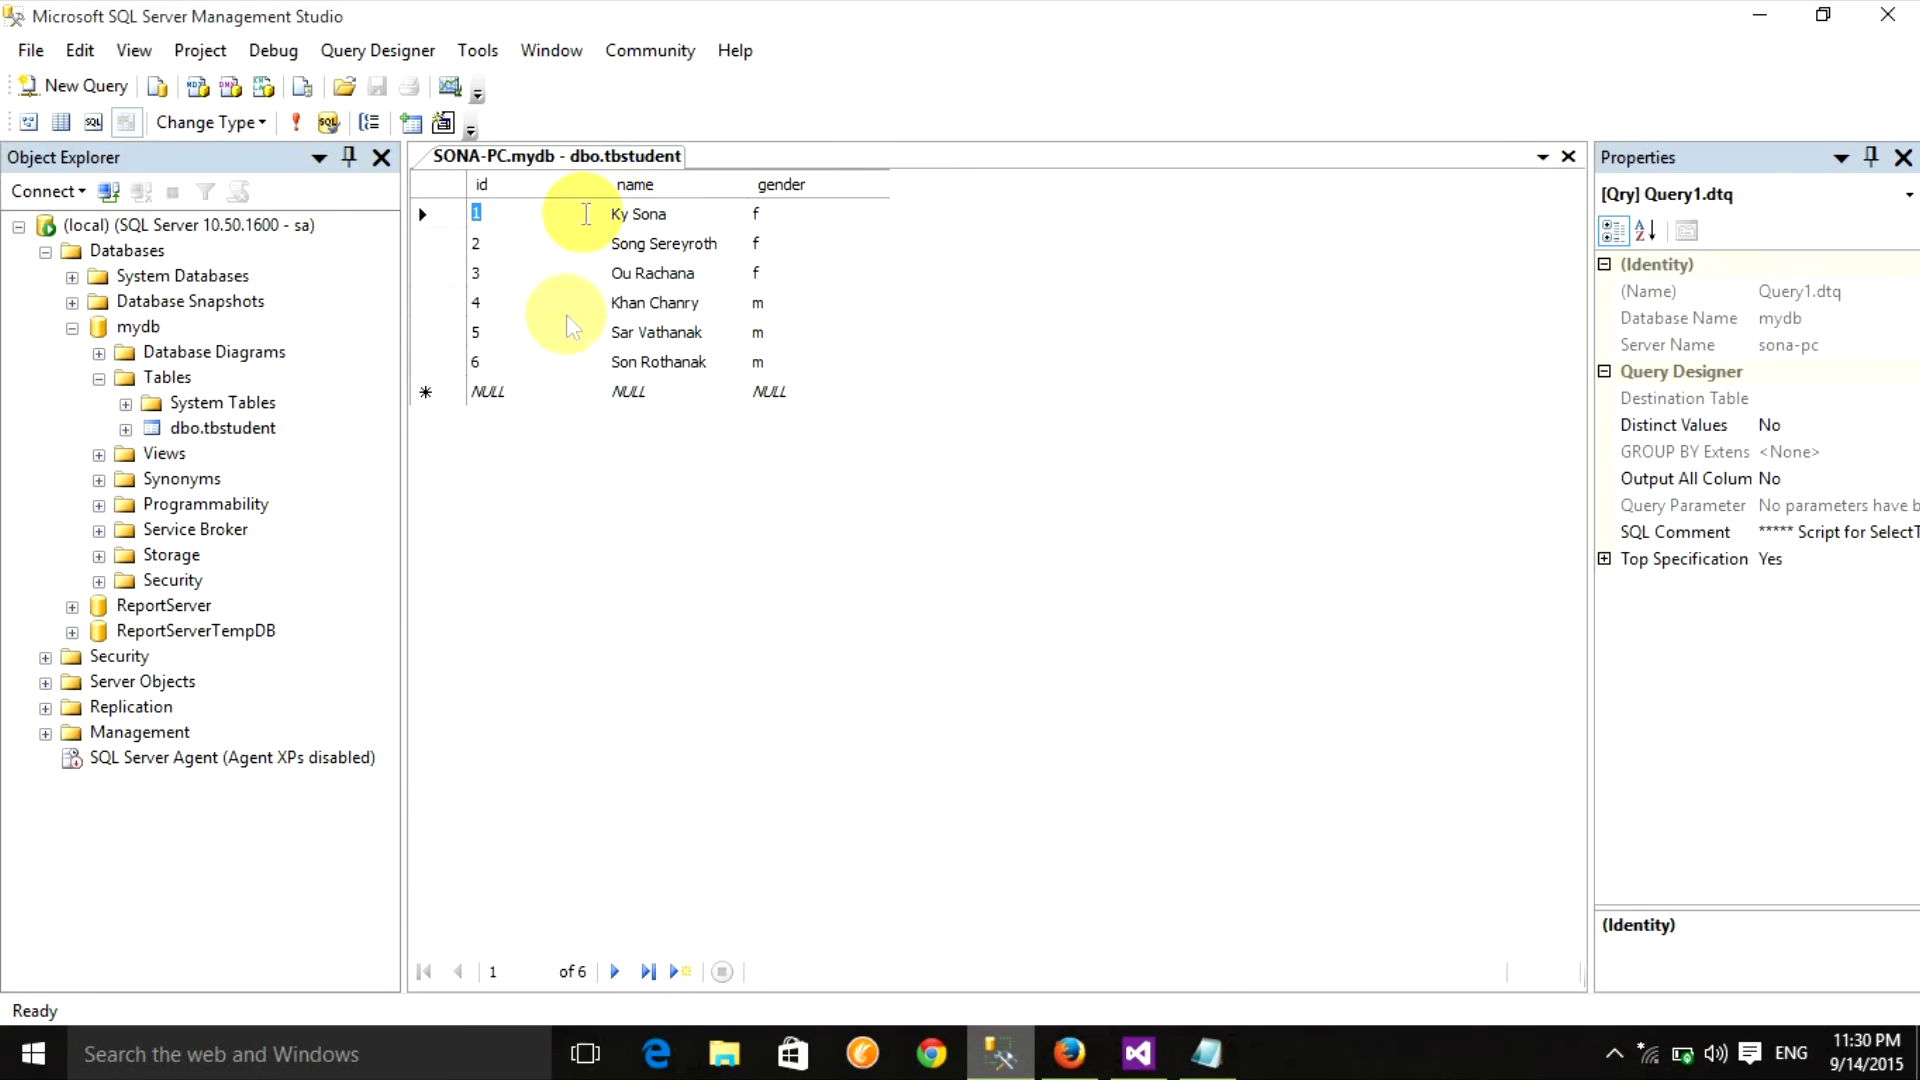 Microsoft SQL Server Management Studio
File Edit View Project Debug Query Designer Tools Window Community Help
New Query
Change Type
Object Explorer
Connect
(local) (SQL Server 10.50.1600 - sa)
Databases
System Databases
Database Snapshots
mydb
Database Diagrams
Tables
System Tables
dbo.tbstudent
Views
Synonyms
Programmability
Service Broker
Storage
Security
ReportServer
ReportServerTempDB
Security
Server Objects
Replication
Management
SQL Server Agent (Agent XPs disabled)
SONA-PC.mydb - dbo.tbstudent
id name gender
1 Ky Sona f
2 Song Sereyroth f
3 Ou Rachana f
4 Khan Chanry m
5 Sar Vathanak m
6 Son Rothanak m
NULL NULL NULL
1 of 6
Properties
[Qry] Query1.dtq
(Identity)
(Name) Query1.dtq
Database Name mydb
Server Name sona-pc
Query Designer
Destination Table
Distinct Values No
GROUP BY Extens <None>
Output All Colum No
Query Parameter No parameters have b
SQL Comment ***** Script for SelectT
Top Specification Yes
(Identity)
Ready
Search the web and Windows
ENG
11:30 PM
9/14/2015